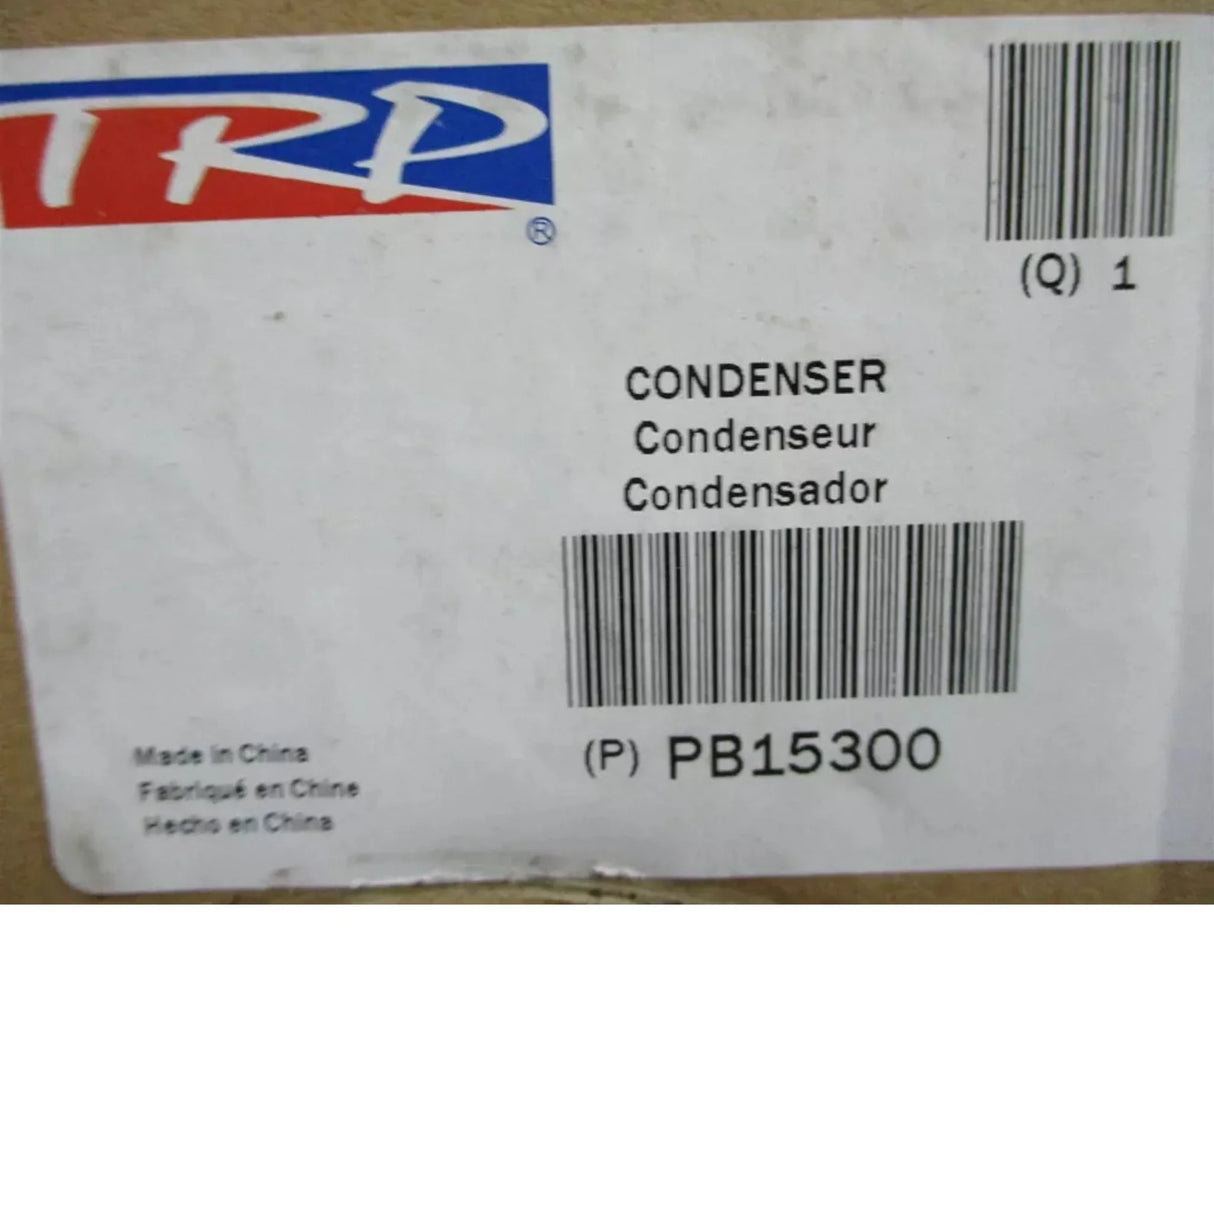 TRP
®
(Q) 1
CONDENSER
Condenseur
Condensador
(P) PB15300
Made in China
Fabriqué en Chine
Hecho en China